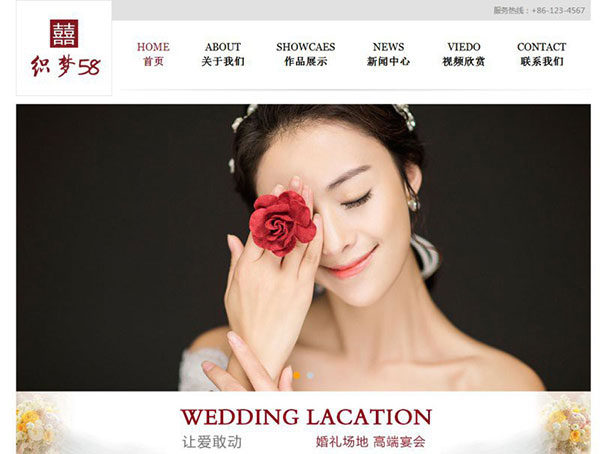 服务热线：+86-123-4567
囍
织梦58
HOME ABOUT SHOWCAES NEWS VIEDO CONTACT
首页 关于我们 作品展示 新闻中心 视频欣赏 联系我们
WEDDING LACATION
让爱敢动 婚礼场地 高端宴会